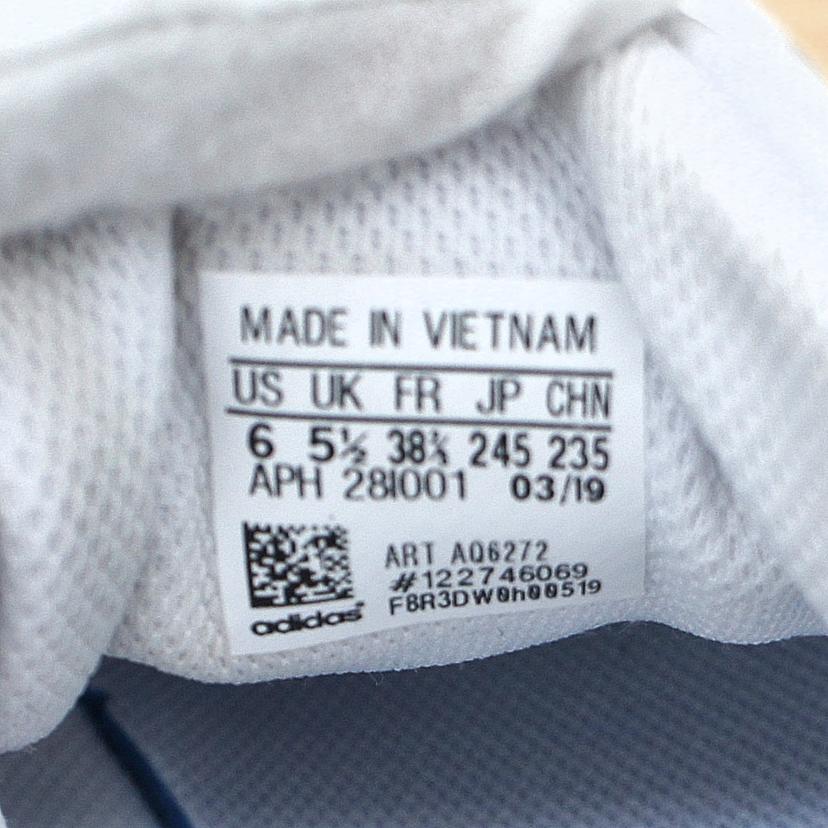 MADE IN VIETNAM
US UK FR JP CHN
6 5½ 38⅔ 245 235
APH 28I001 03/19
ART AQ6272
#122746069
F8R3DW0h00519
adidas